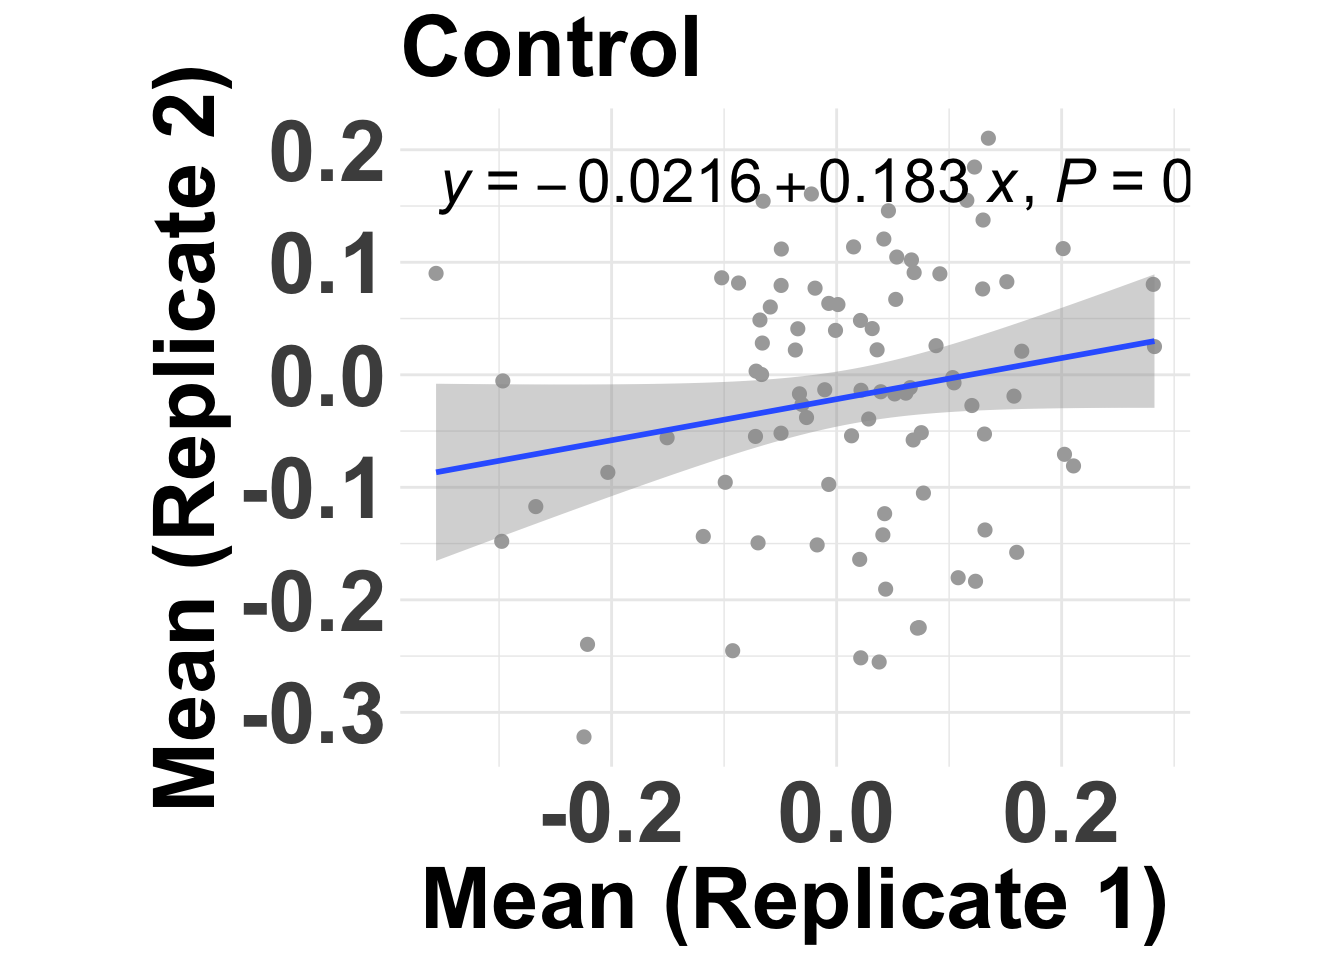 Control
Mean (Replicate 2)
0.2
0.1
0.0
-0.1
-0.2
-0.3
y = − 0.0216 + 0.183 x, P = 0
-0.2 0.0 0.2
Mean (Replicate 1)